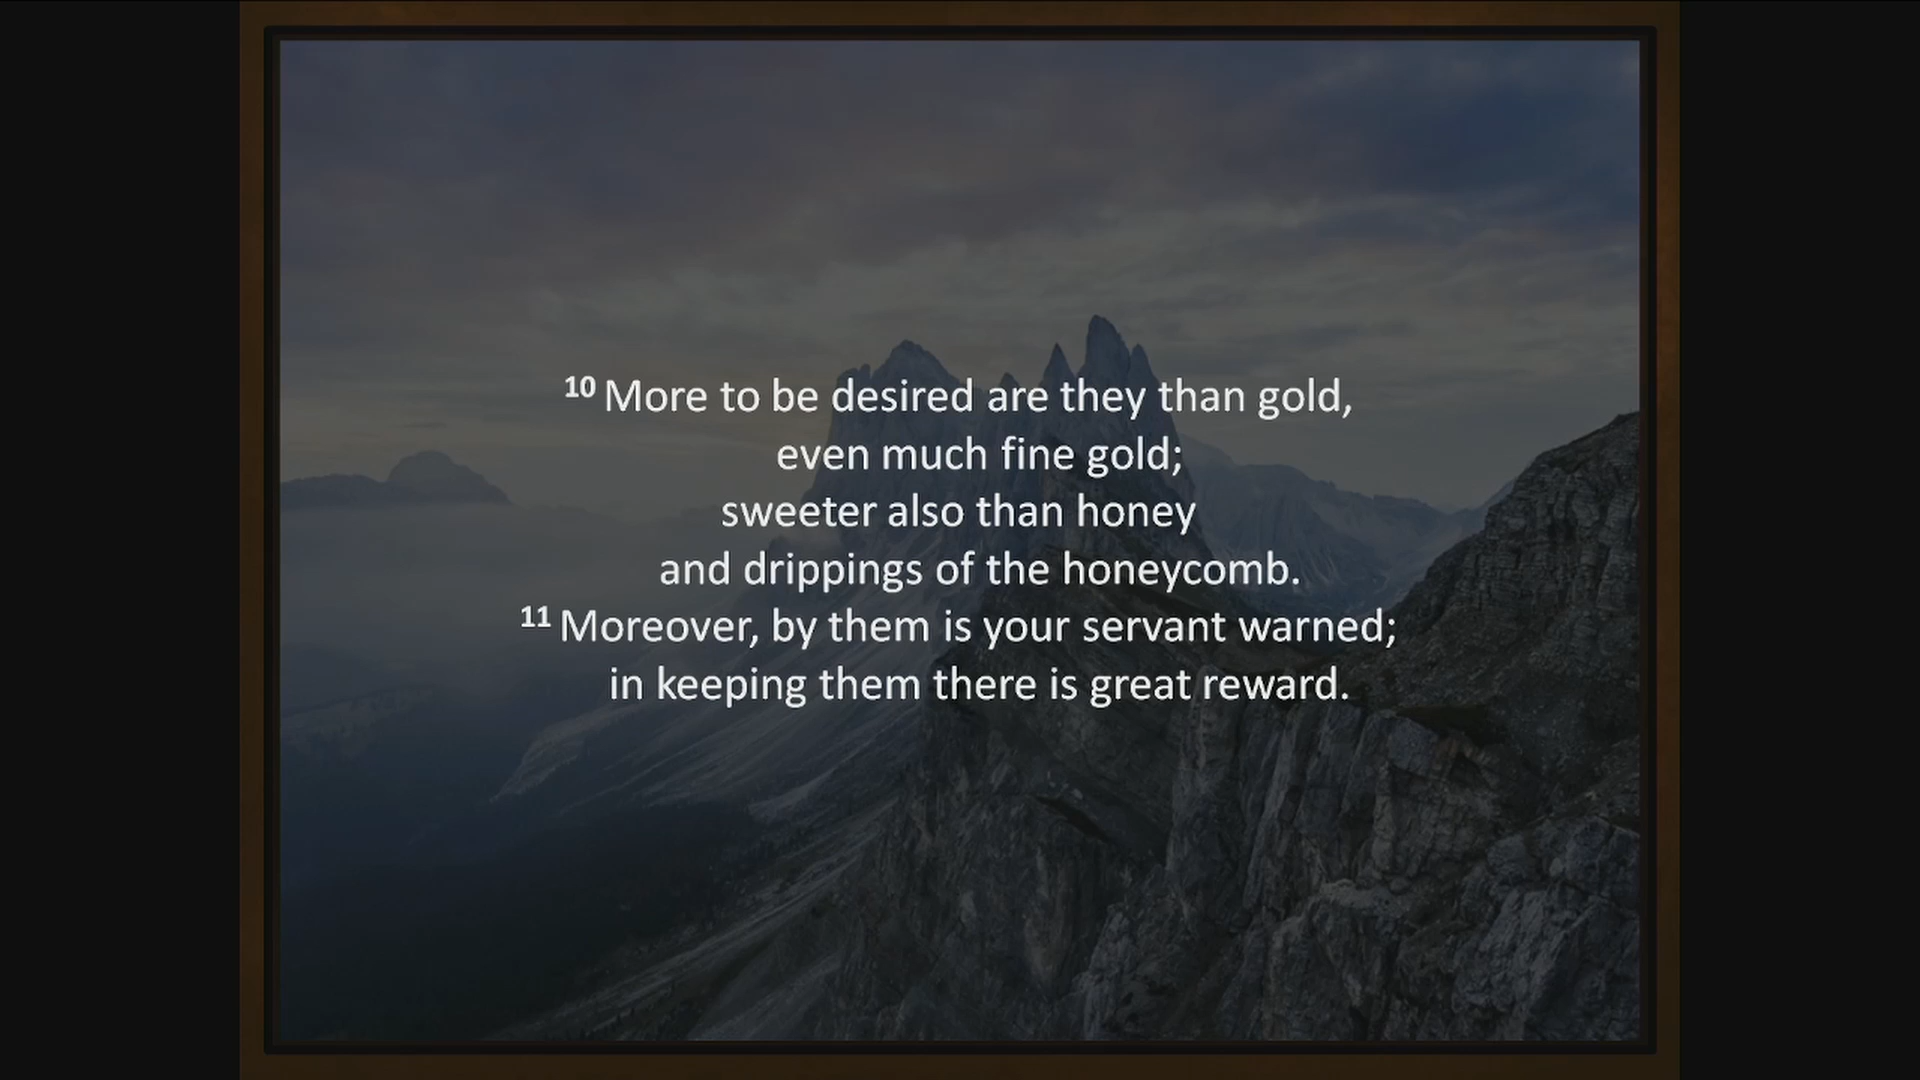 10 More to be desired are they than gold,
even much fine gold;
sweeter also than honey
and drippings of the honeycomb.
11 Moreover, by them is your servant warned;
in keeping them there is great reward.